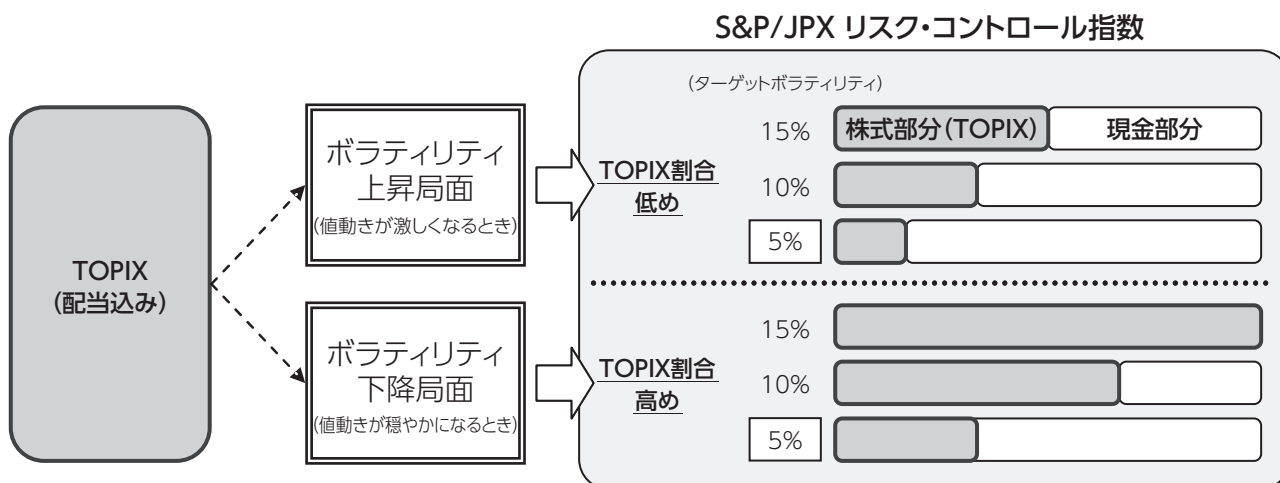 S&P/JPX リスク・コントロール指数
TOPIX
(配当込み)
ボラティリティ
上昇局面
(値動きが激しくなるとき)
ボラティリティ
下降局面
(値動きが穏やかになるとき)
(ターゲットボラティリティ)
TOPIX割合
低め
15%
株式部分(TOPIX)
現金部分
10%
5%
TOPIX割合
高め
15%
10%
5%